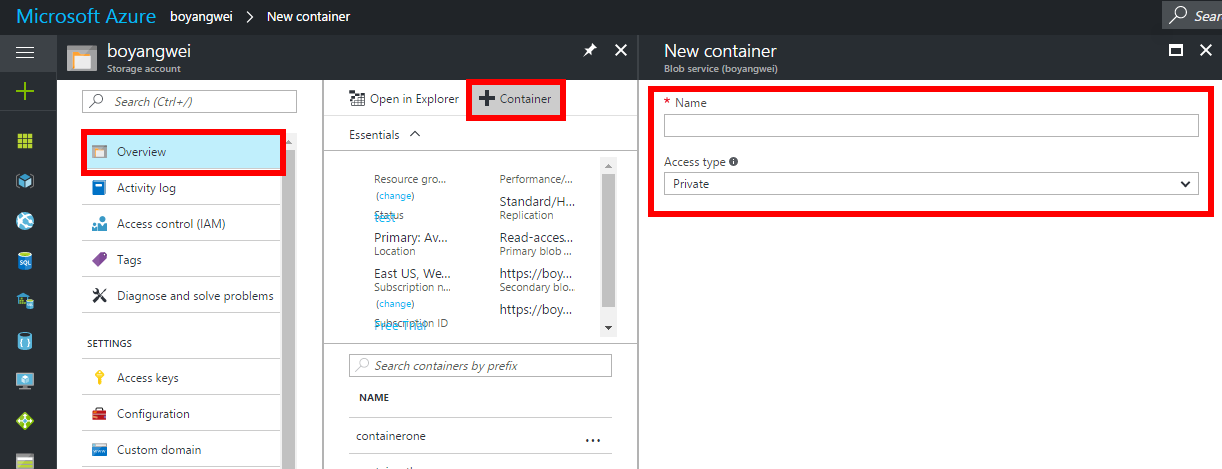 Microsoft Azure boyangwei > New container
Sear
boyangwei
Storage account
Search (Ctrl+/)
Overview
Activity log
Access control (IAM)
Tags
Diagnose and solve problems
SETTINGS
Access keys
Configuration
Custom domain
Open in Explorer
Container
Essentials
Resource gro...
(change)
test
Status
Primary: Av...
Location
East US, We...
Subscription n...
(change)
Free Trial
Subscription ID
Performance/...
Standard/H...
Replication
Read-acces...
Primary blob ...
https://boy...
Secondary blo...
https://boy...
Search containers by prefix
NAME
containerone
...
New container
Blob service (boyangwei)
* Name
Access type
Private